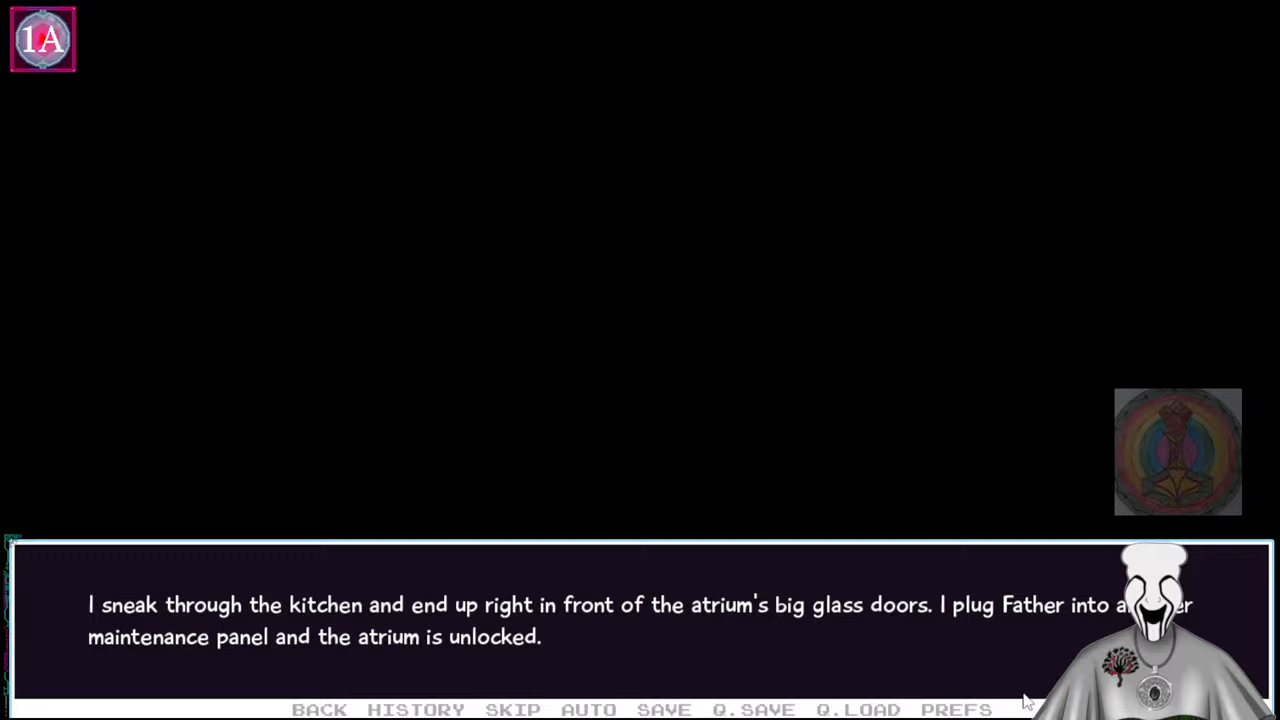 1A
I sneak through the kitchen and end up right in front of the atrium's big glass doors. I plug Father into
maintenance panel and the atrium is unlocked.
BACK HISTORY SKIP AUTO SAVE Q.SAVE Q.LOAD PREFS